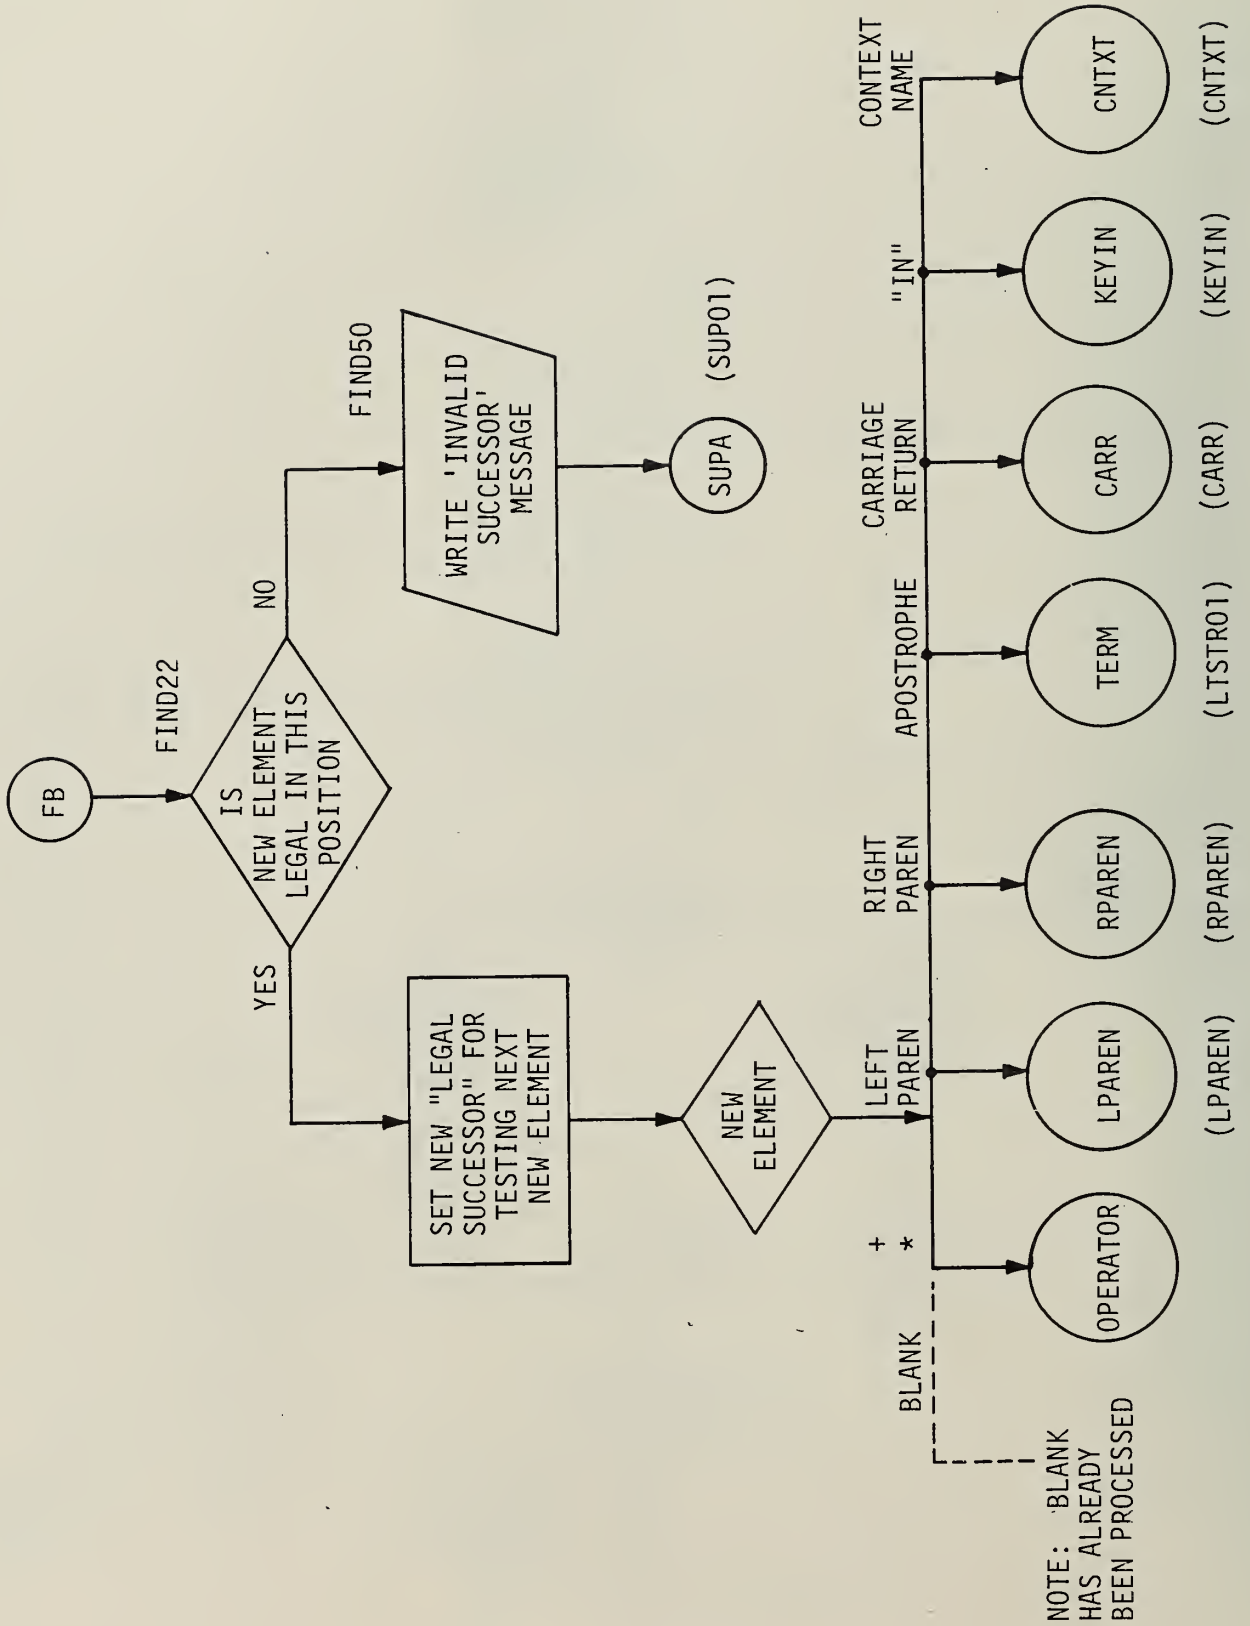 FB
FIND22
IS
NEW ELEMENT
LEGAL IN THIS
POSITION
YES
NO
FIND50
SET NEW "LEGAL
SUCCESSOR" FOR
TESTING NEXT
NEW ELEMENT
WRITE 'INVALID
SUCCESSOR'
MESSAGE
SUPA
(SUP01)
NEW
ELEMENT
BLANK
+
*
LEFT
PAREN
RIGHT
PAREN
APOSTROPHE
CARRIAGE
RETURN
"IN"
CONTEXT
NAME
NOTE: BLANK
HAS ALREADY
BEEN PROCESSED
OPERATOR
LPAREN
RPAREN
TERM
CARR
KEYIN
CNTXT
(LPAREN)
(RPAREN)
(LTSTR01)
(CARR)
(KEYIN)
(CNTXT)